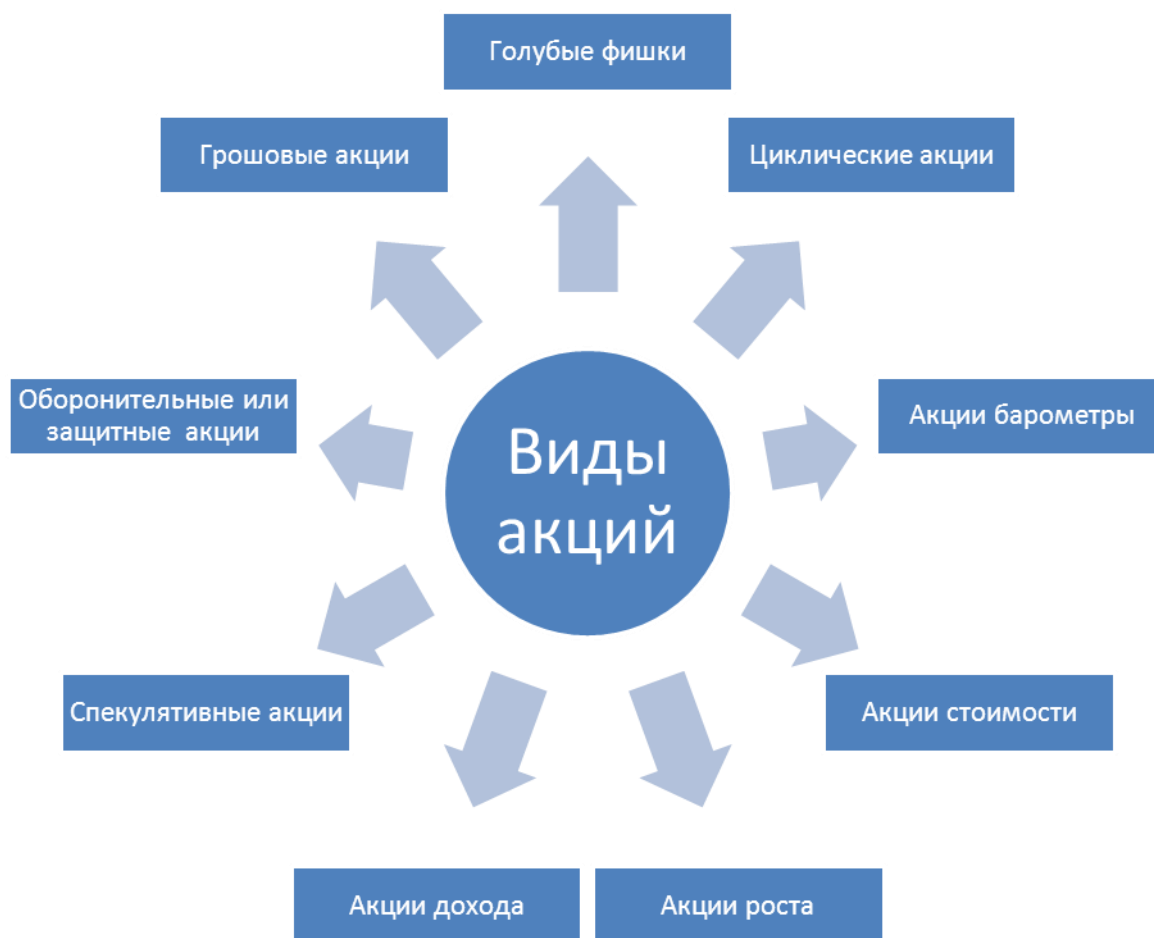 Голубые фишки
Грошовые акции
Циклические акции
Оборонительные или
защитные акции
Акции барометры
Виды
акций
Спекулятивные акции
Акции стоимости
Акции дохода
Акции роста